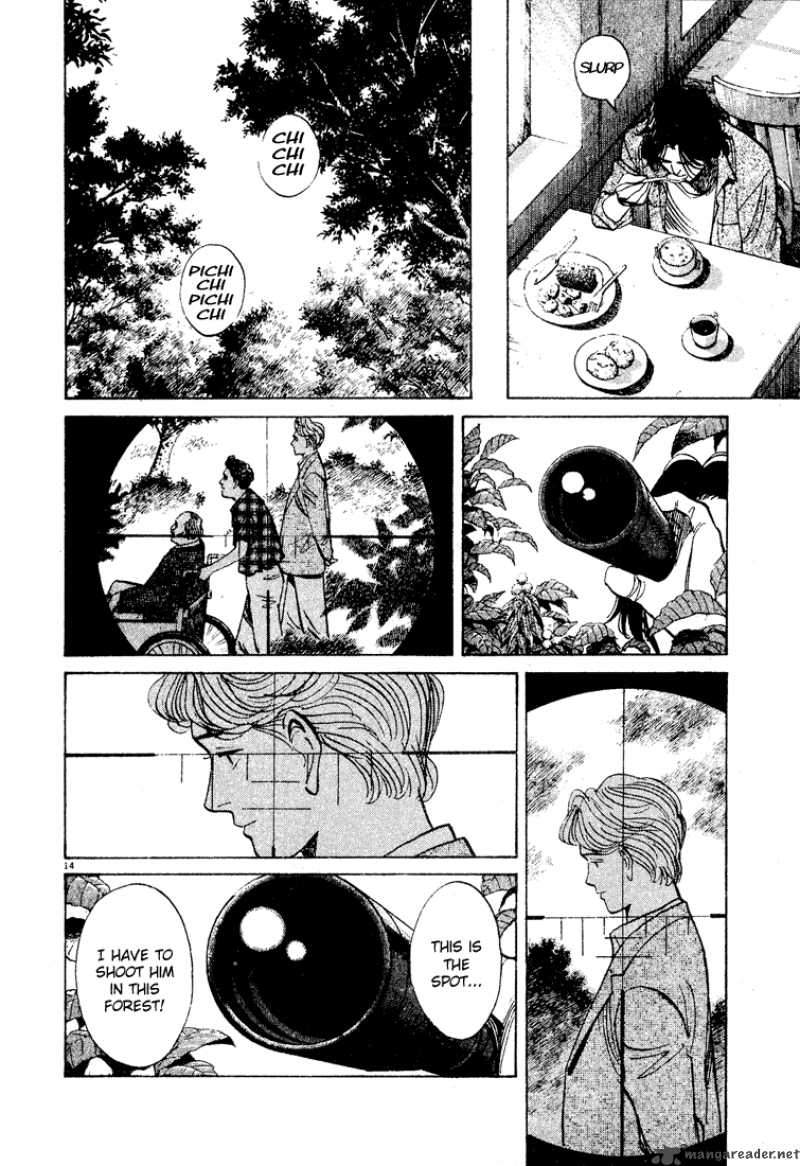 SLURP
CHI
CHI
CHI
PICHI
CHI
PICHI
CHI
THIS IS
THE
SPOT...
I HAVE TO
SHOOT HIM
IN THIS
FOREST!
14
mangareader.net